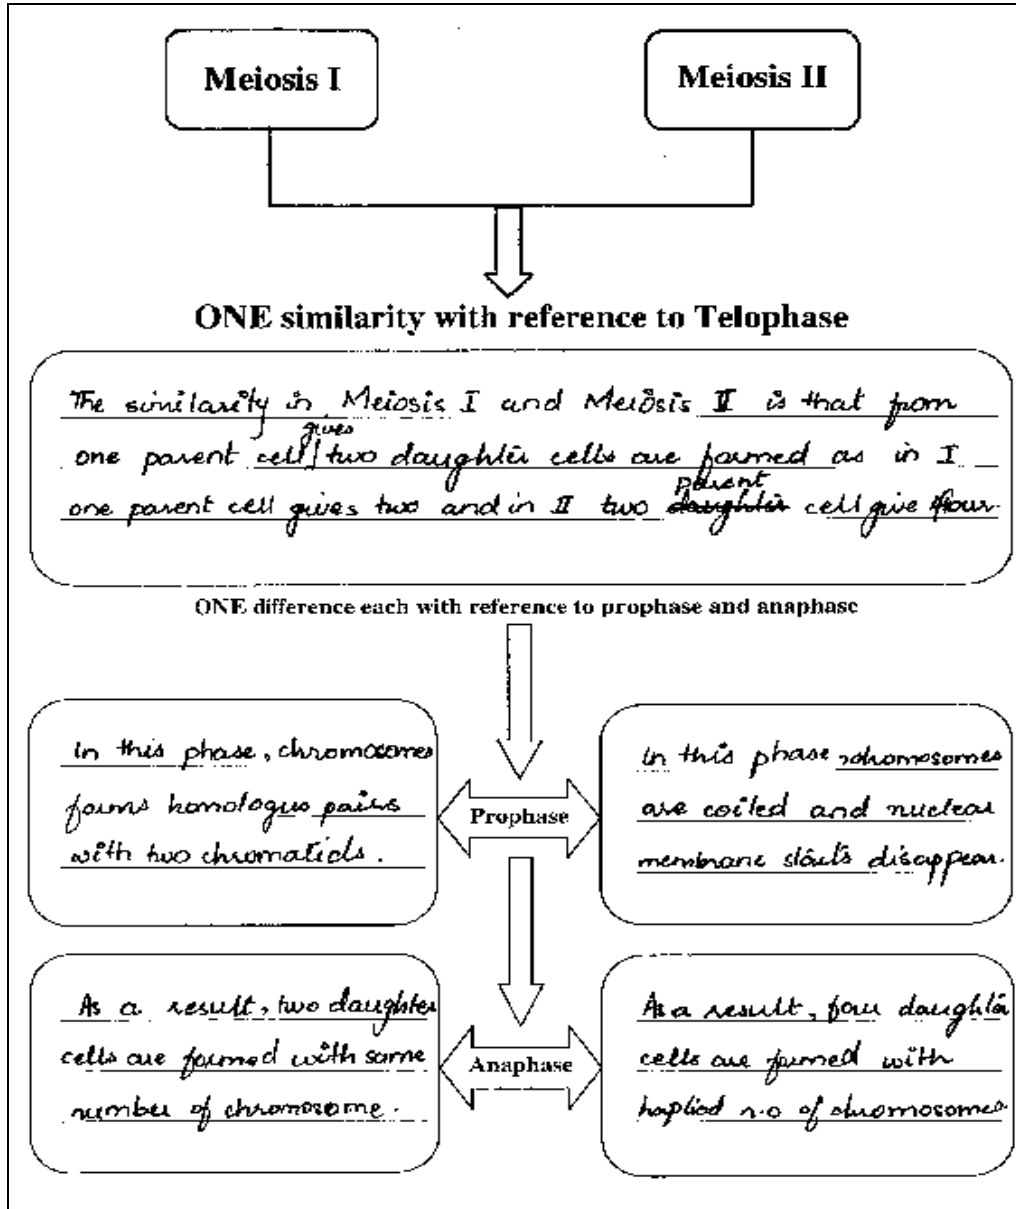 Meiosis I
Meiosis II
ONE similarity with reference to Telophase
The similarity in Meiosis I and Meiosis II is that from
gives
one parent cell / two daughter cells are formed as in I
parent
one parent cell gives two and in II two daughter cell give four.
ONE difference each with reference to prophase and anaphase
In this phase, chromosomes
forms homologus pairs
with two chromatids.
Prophase
In this phase, chromosomes
are coiled and nuclear
membrane starts disappear.
As a result, two daughter
cells are formed with same
number of chromosome.
Anaphase
As a result, four daughter
cells are formed with
haploid n.o of chromosomes.